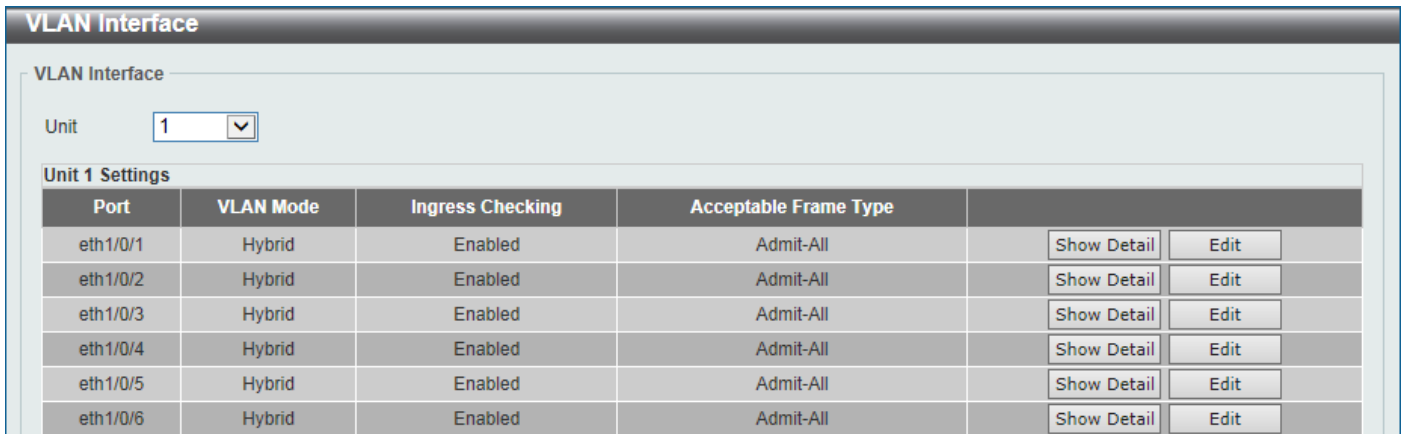 VLAN Interface
VLAN Interface
Unit 1
Unit 1 Settings
Port VLAN Mode Ingress Checking Acceptable Frame Type
eth1/0/1 Hybrid Enabled Admit-All Show Detail Edit
eth1/0/2 Hybrid Enabled Admit-All Show Detail Edit
eth1/0/3 Hybrid Enabled Admit-All Show Detail Edit
eth1/0/4 Hybrid Enabled Admit-All Show Detail Edit
eth1/0/5 Hybrid Enabled Admit-All Show Detail Edit
eth1/0/6 Hybrid Enabled Admit-All Show Detail Edit